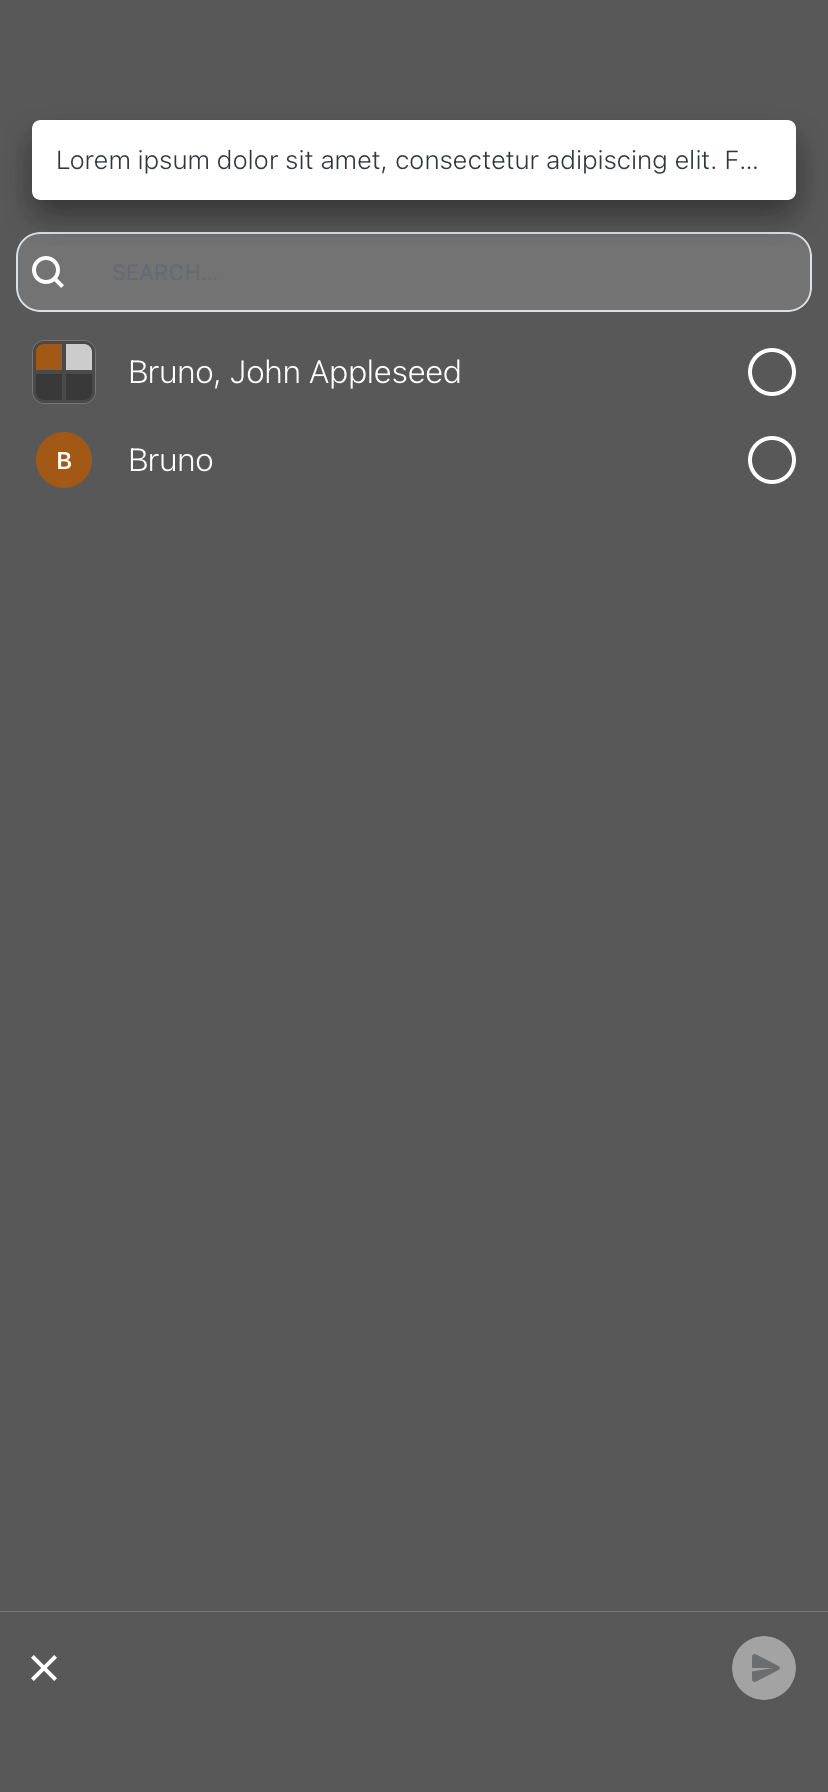 Lorem ipsum dolor sit amet, consectetur adipiscing elit. F...
SEARCH...
Bruno, John Appleseed
B
Bruno